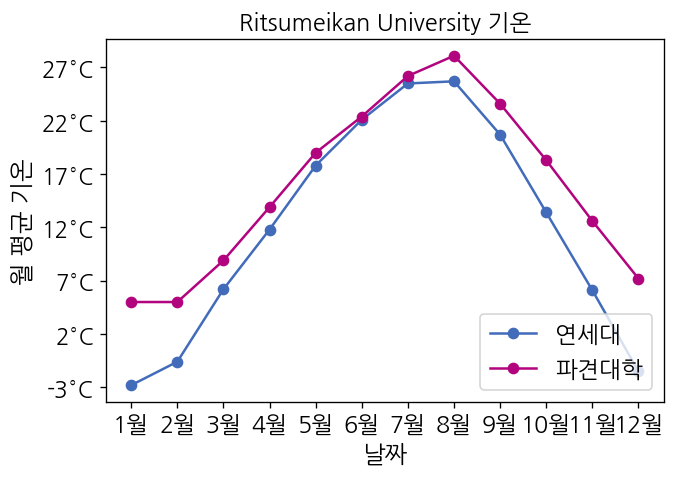 Ritsumeikan University 기온
월 평균 기온
27°C
22°C
17°C
12°C
7°C
2°C
-3°C
연세대
파견대학
1월 2월 3월 4월 5월 6월 7월 8월 9월 10월 11월 12월
날짜